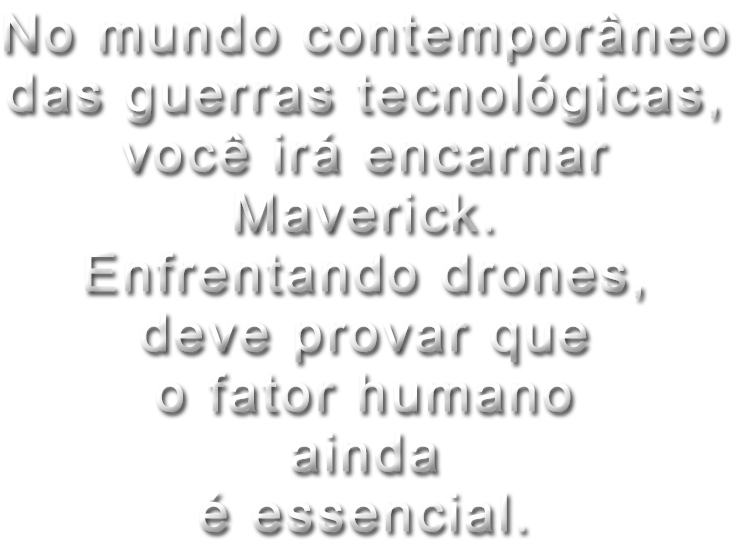 No mundo contemporâneo
das guerras tecnológicas,
você irá encarnar
Maverick.
Enfrentando drones,
deve provar que
o fator humano
ainda
é essencial.